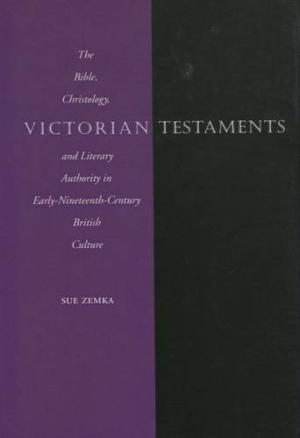 The
Bible,
Christology,
VICTORIAN TESTAMENTS
and Literary
Authority in
Early-Nineteenth-Century
British
Culture
SUE ZEMKA